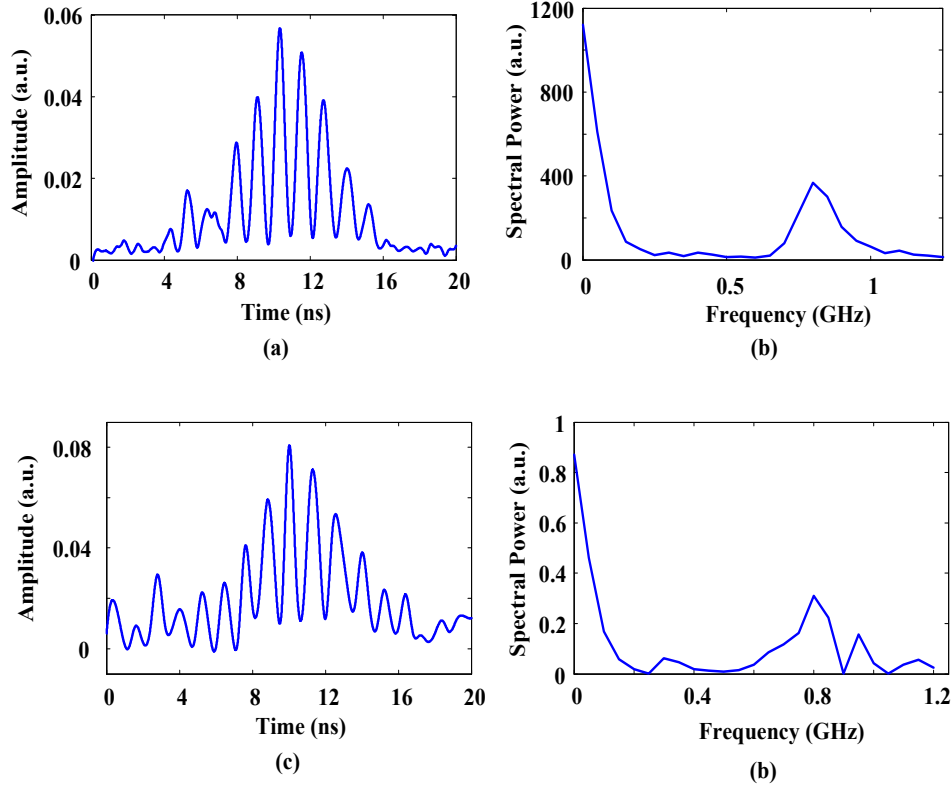 Amplitude (a.u.)
0.06
0.04
0.02
0
0 4 8 12 16 20
Time (ns)
(a)
Spectral Power (a.u.)
1200
800
400
0
0 0.5 1
Frequency (GHz)
(b)
Amplitude (a.u.)
0.08
0.04
0
0 4 8 12 16 20
Time (ns)
(c)
Spectral Power (a.u.)
1
0.8
0.6
0.4
0.2
0
0 0.4 0.8 1.2
Frequency (GHz)
(b)